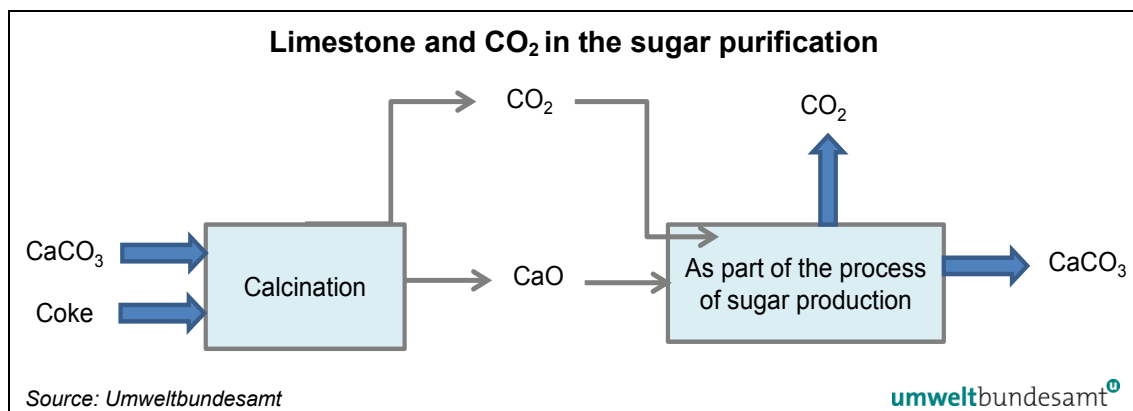 Limestone and CO₂ in the sugar purification
CO₂
CO₂
CaCO₃
Coke
Calcination
CaO
As part of the process
of sugar production
CaCO₃
Source: Umweltbundesamt
umweltbundesamt ᵘ